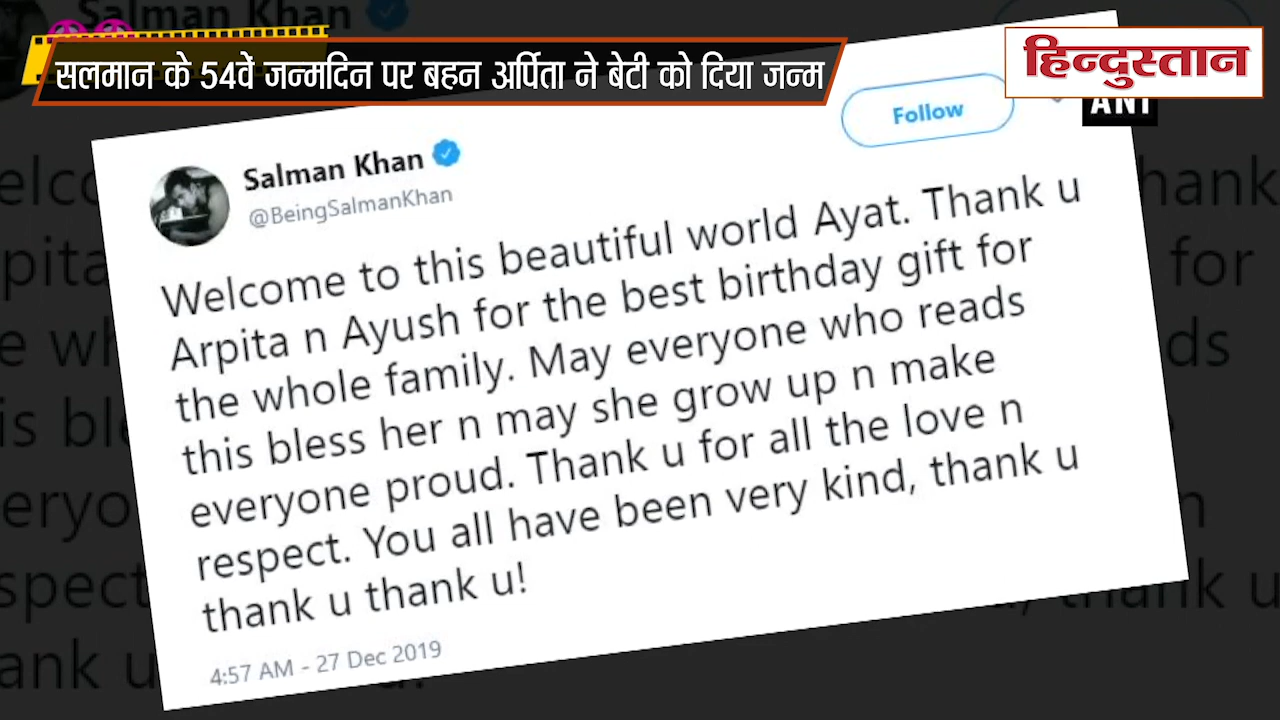 Salman Khan
सलमान के 54वें जन्मदिन पर बहन अर्पिता ने बेटी को दिया जन्म
हिन्दुस्तान
ANI
Follow
Salman Khan
@BeingSalmanKhan
Welcome to this beautiful world Ayat. Thank u
Arpita n Ayush for the best birthday gift for
the whole family. May everyone who reads
this bless her n may she grow up n make
everyone proud. Thank u for all the love n
respect. You all have been very kind, thank u
thank u thank u!
4:57 AM - 27 Dec 2019